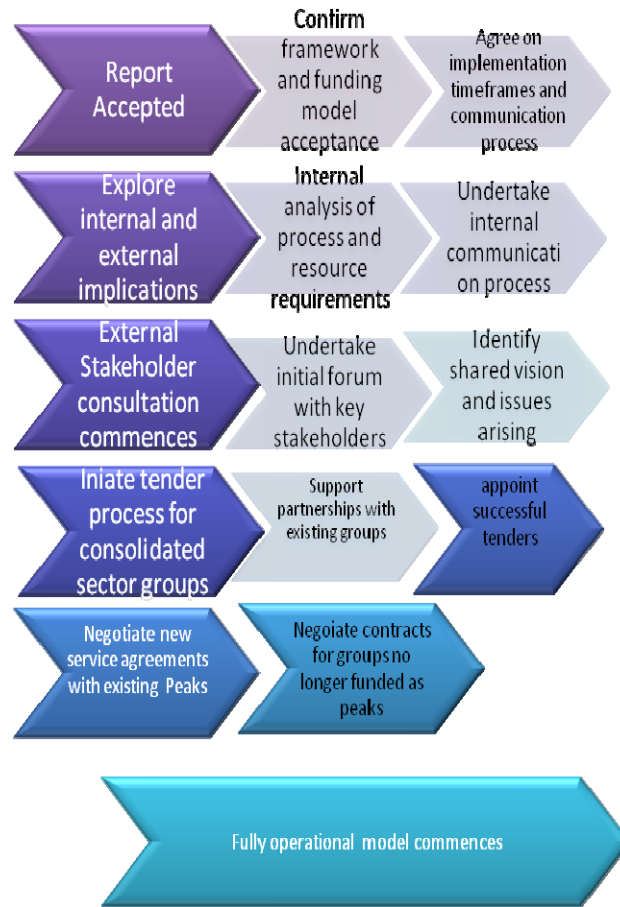 Report
Accepted
Confirm
framework
and funding
model
acceptance
Agree on
implementation
timeframes and
communication
process
Explore
internal and
external
implications
Internal
analysis of
process and
resource
requirements
Undertake
internal
communicati
on process
External
Stakeholder
consultation
commences
Undertake
initial forum
with key
stakeholders
Identify
shared vision
and issues
arising
Iniate tender
process for
consolidated
sector groups
Support
partnerships with
existing groups
appoint
successful
tenders
Negotiate new
service agreements
with existing Peaks
Negoiate contracts
for groups no
longer funded as
peaks
Fully operational model commences